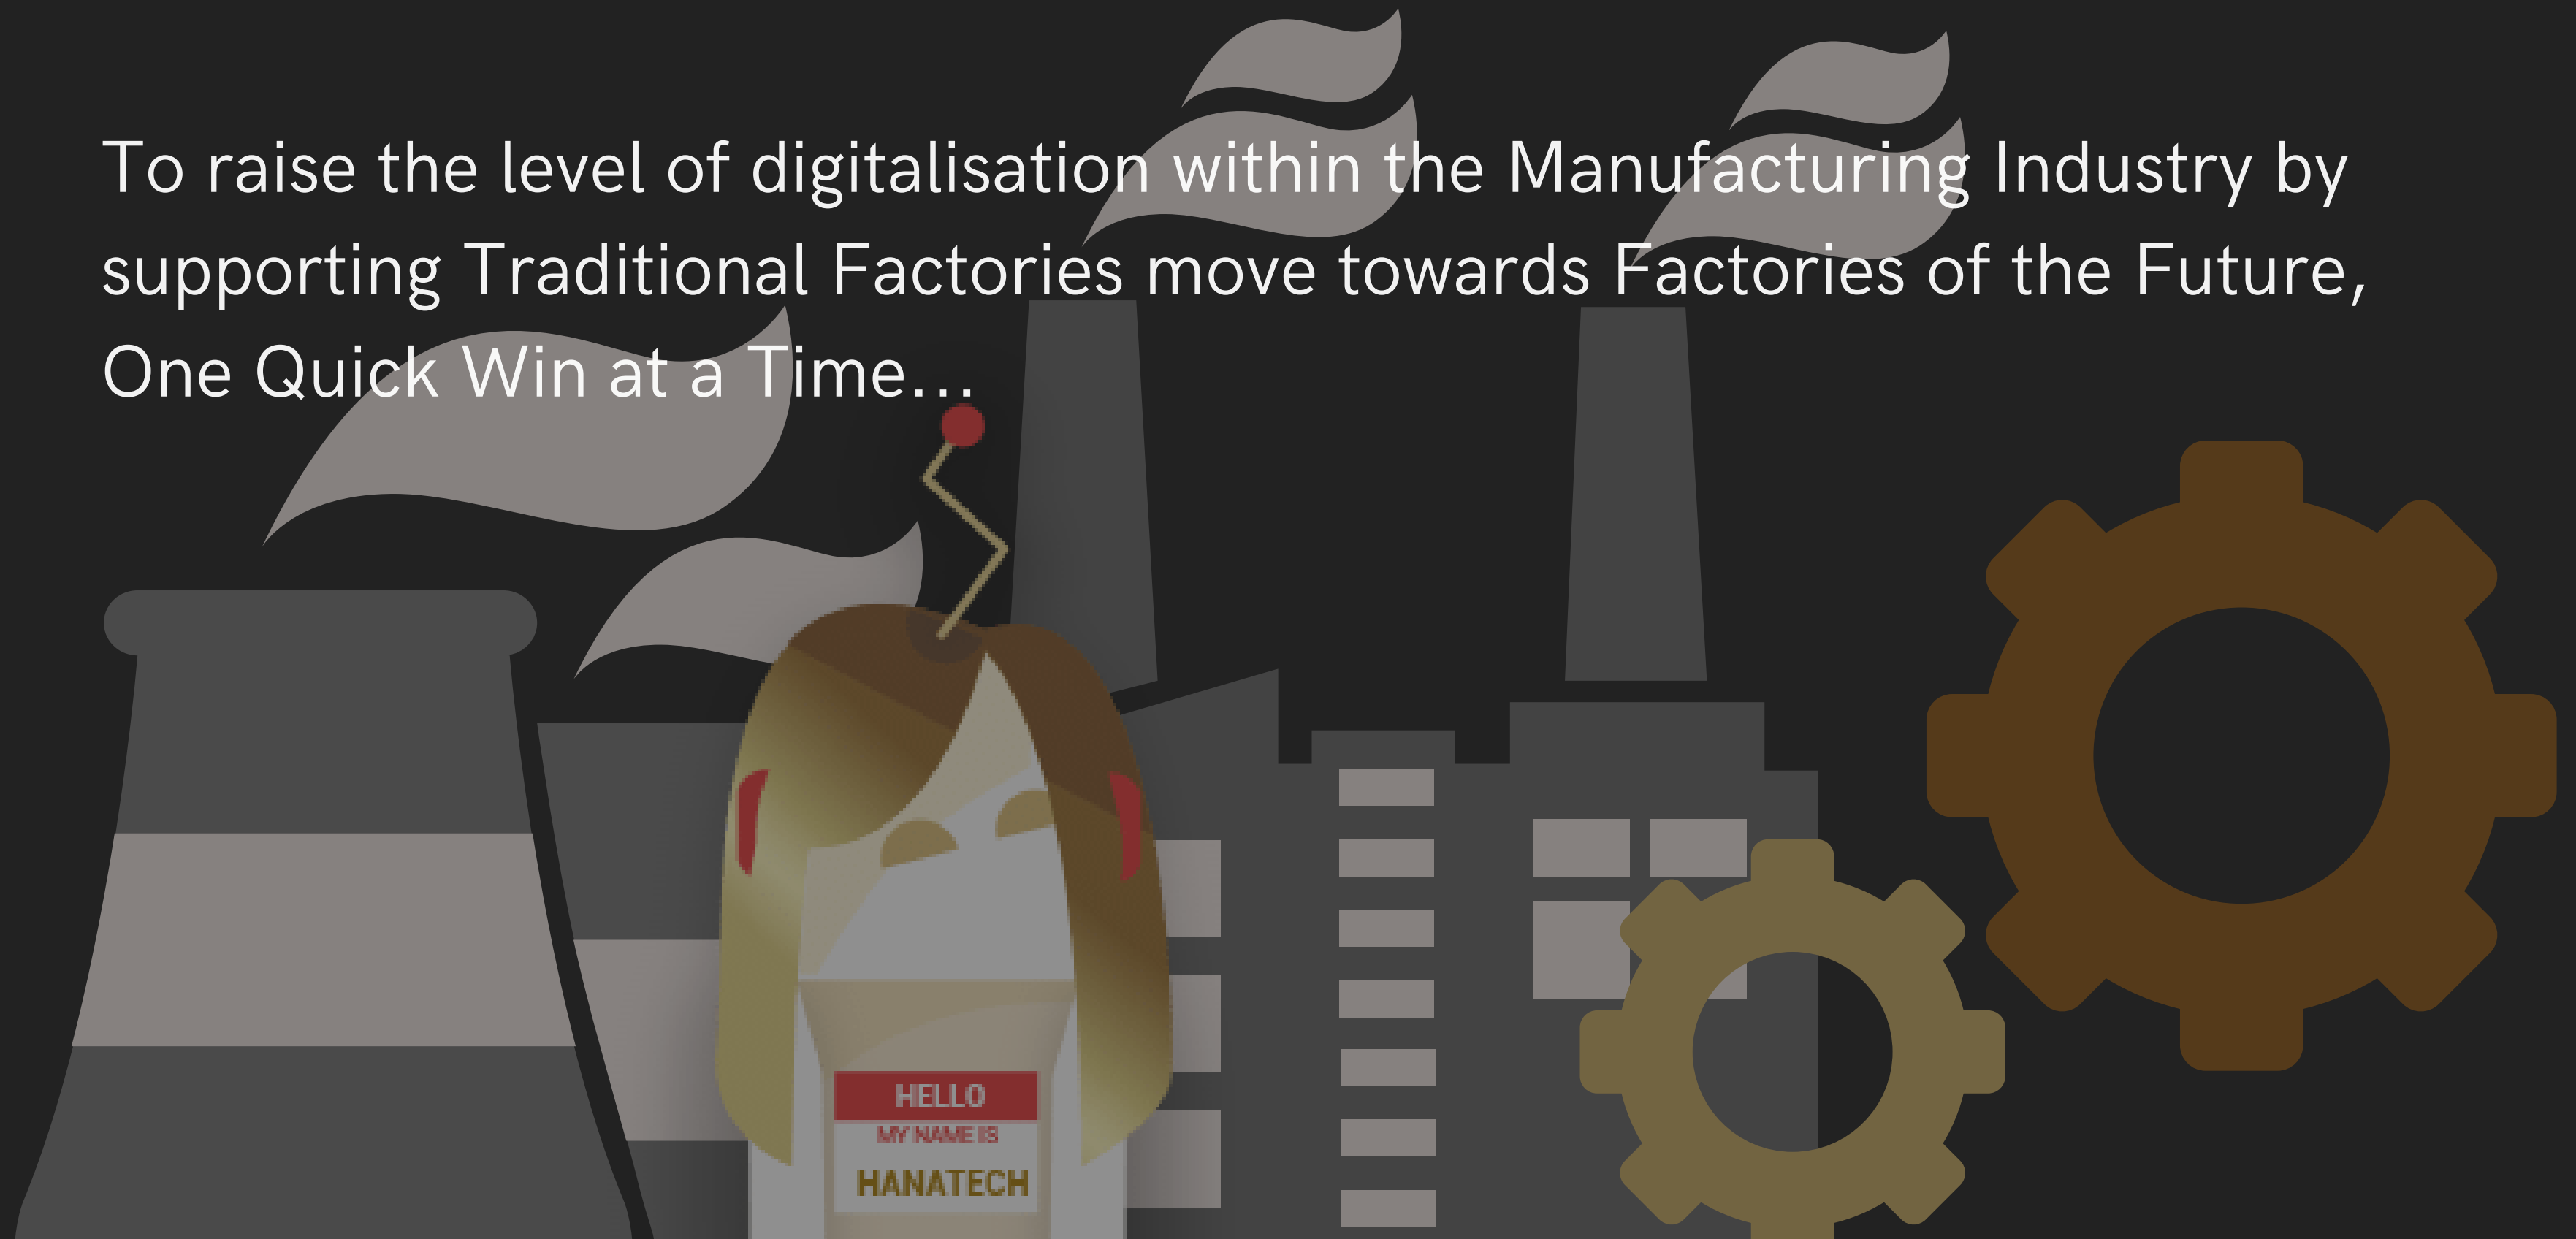 To raise the level of digitalisation within the Manufacturing Industry by
supporting Traditional Factories move towards Factories of the Future,
One Quick Win at a Time...
HELLO
MY NAME IS
HANATECH